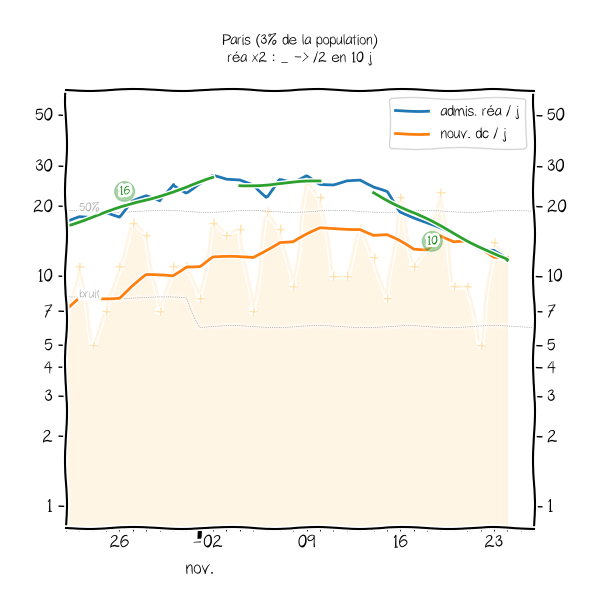 Paris (3% de la population)
réa x2 : _ -> /2 en 10 j
admis. réa / j
nouv. dc / j
50 50
30 30
20 20
10 10
7 7
5 5
4 4
3 3
2 2
1 1
16
50%
10
bruit
26 02 09 16 23
nov.